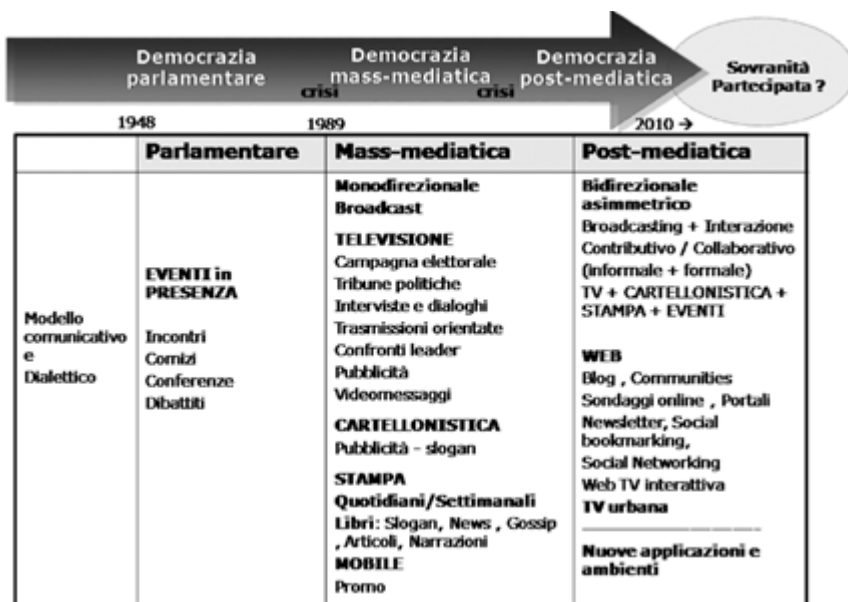 Democrazia
parlamentare
crisi
Democrazia
mass-mediatica
crisi
Democrazia
post-mediatica
Sovranità
Partecipata ?
1948
1989
2010 →
Parlamentare
Mass-mediatica
Post-mediatica
Modello
comunicativo
e
Dialettico
EVENTI in
PRESENZA
Incontri
Comizi
Conferenze
Dibattiti
Monodirezionale
Broadcast
TELEVISIONE
Campagna elettorale
Tribune politiche
Interviste e dialoghi
Trasmissioni orientate
Confronti leader
Pubblicità
Videomessaggi
CARTELLONISTICA
Pubblicità – slogan
STAMPA
Quotidiani/Settimanali
Libri: Slogan, News , Gossip
, Articoli, Narrazioni
MOBILE
Promo
Bidirezionale
asimmetrico
Broadcasting + Interazione
Contributivo / Collaborativo
(informale + formale)
TV + CARTELLONISTICA +
STAMPA + EVENTI
WEB
Blog , Communities
Sondaggi online , Portali
Newsletter, Social
bookmarking,
Social Networking
Web TV interattiva
TV urbana
Nuove applicazioni e
ambienti